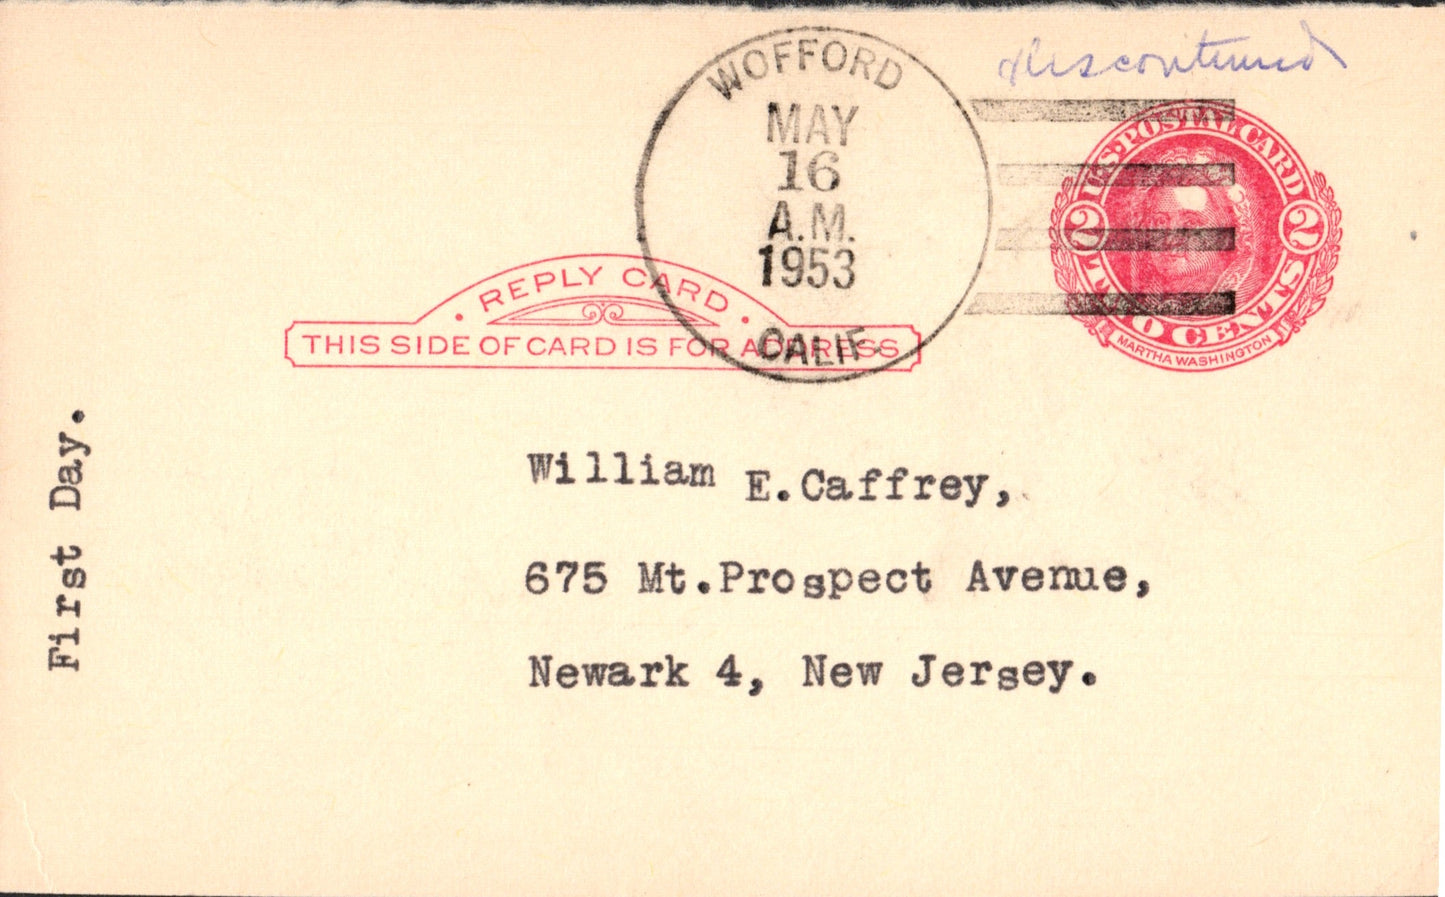 discontinued
WOFFORD
MAY
16
A.M.
1953
CALIF.
U.S. POSTAL CARD
2 2
TWO CENTS
MARTHA WASHINGTON
· REPLY CARD ·
THIS SIDE OF CARD IS FOR ADDRESS
First Day.
William E.Caffrey,
675 Mt.Prospect Avenue,
Newark 4, New Jersey.